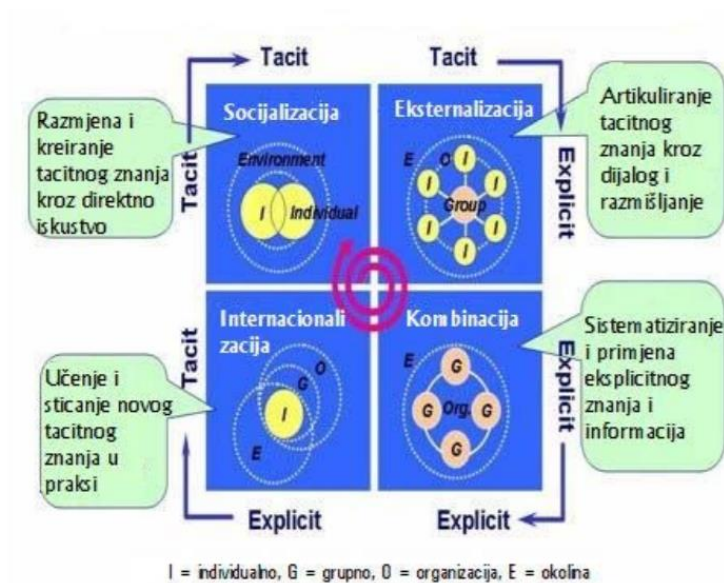 Tacit
Tacit
Razmjena i
kreiranje
tacitnog znanja
kroz direktno
iskustvo
Tacit
Socijalizacija
Environment
I
Individual
Eksternalizacija
E
O
I
I
I
Group
I
I
I
Explicit
Artikuliranje
tacitnog
znanja kroz
dijalog i
razmišljanje
Učenje i
sticanje novog
tacitnog
znanja u
praksi
Tacit
Internacionali
zacija
O
G
I
E
Kombinacija
E
G
G
Org.
G
G
Explicit
Sistematiziranje
i primjena
eksplicitnog
znanja i
informacija
Explicit
Explicit
I = individualno, G = grupno, O = organizacija, E = okolina